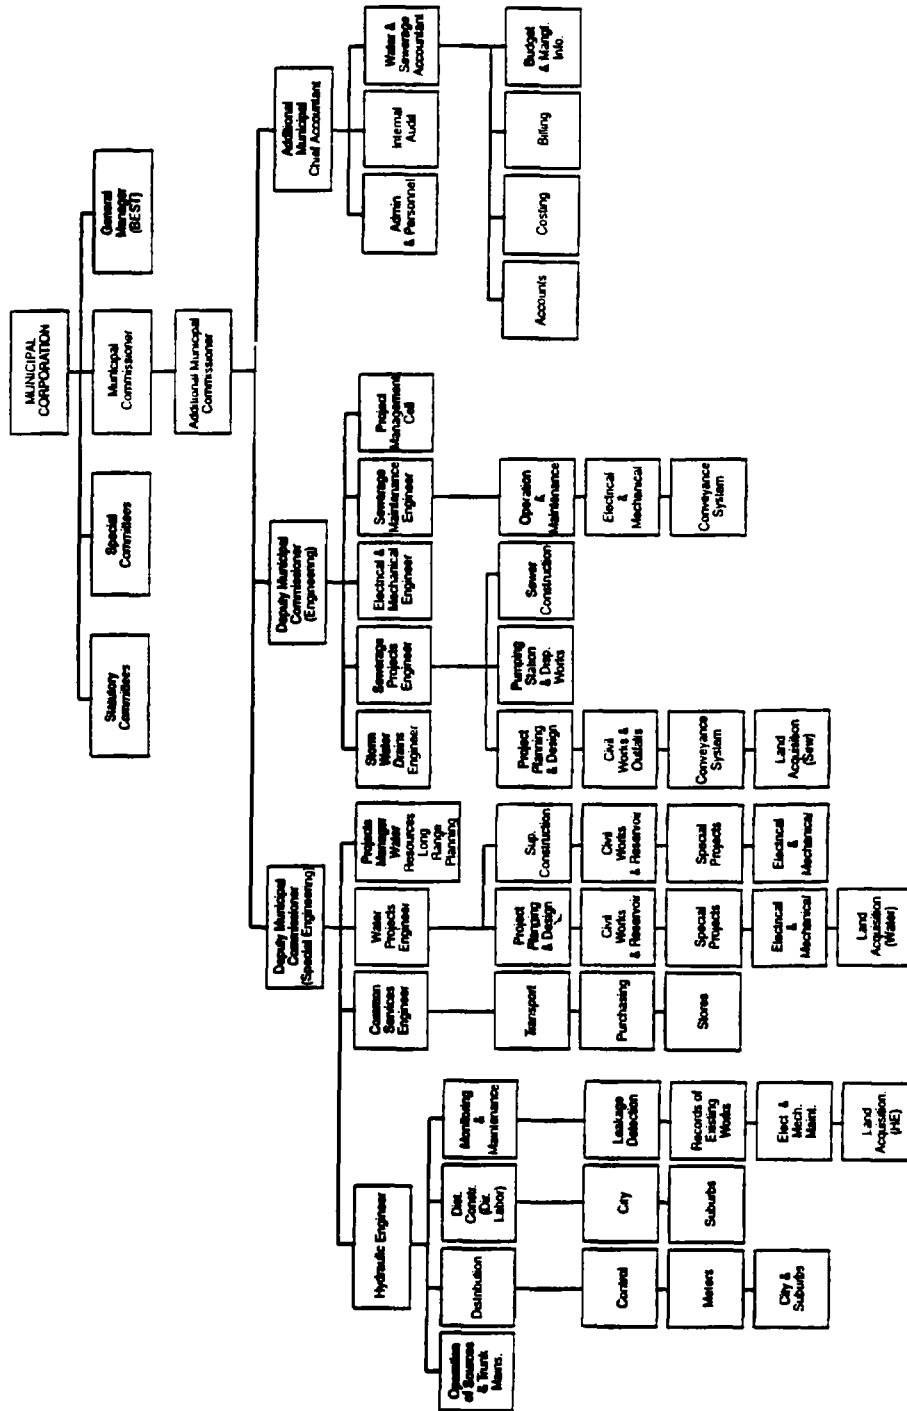 MUNICIPAL
CORPORATION
Statutory
Committees
Special
Committees
Municipal
Commissioner
General
Manager
(BEST)
Additional Municipal
Commissioner
Deputy Municipal
Commissioner
(Special Engineering)
Deputy Municipal
Commissioner
(Engineering)
Additional
Municipal
Chief Accountant
Hydraulic Engineer
Common
Services
Engineer
Water
Projects
Engineer
Projects
Manager
Water
Resources
Long
Range
Planning
Storm
Water
Drains
Engineer
Sewerage
Projects
Engineer
Electrical &
Mechanical
Engineer
Sewerage
Maintenance
Engineer
Project
Management
Cell
Admin
& Personnel
Internal
Audit
Water &
Sewerage
Accountant
Operation
of Sources
& Trunk
Mains.
Distribution
Dist.
Constr.
(Dir.
Labor)
Monitoring
&
Maintenance
Transport
Project
Planning
& Design
Sup.
Construction
Project
Planning
& Design
Pumping
Station
& Disp.
Works
Sewer
Construction
Operation
&
Maintenance
Accounts
Costing
Billing
Budget
& Mangt.
Info.
Control
City
Leakage
Detection
Purchasing
Civil
Works
& Reservoir
Civil
Works
& Reservoir
Civil
Works &
Outfalls
Electrical
&
Mechanical
Meters
Suburbs
Records of
Existing
Works
Stores
Special
Projects
Special
Projects
Conveyance
System
Conveyance
System
City &
Suburbs
Elect &
Mech.
Maint.
Electrical
&
Mechanical
Electrical
&
Mechanical
Land
Acquisition
(Sew)
Land
Acquisition.
(HE)
Land
Acquisition
(Water)